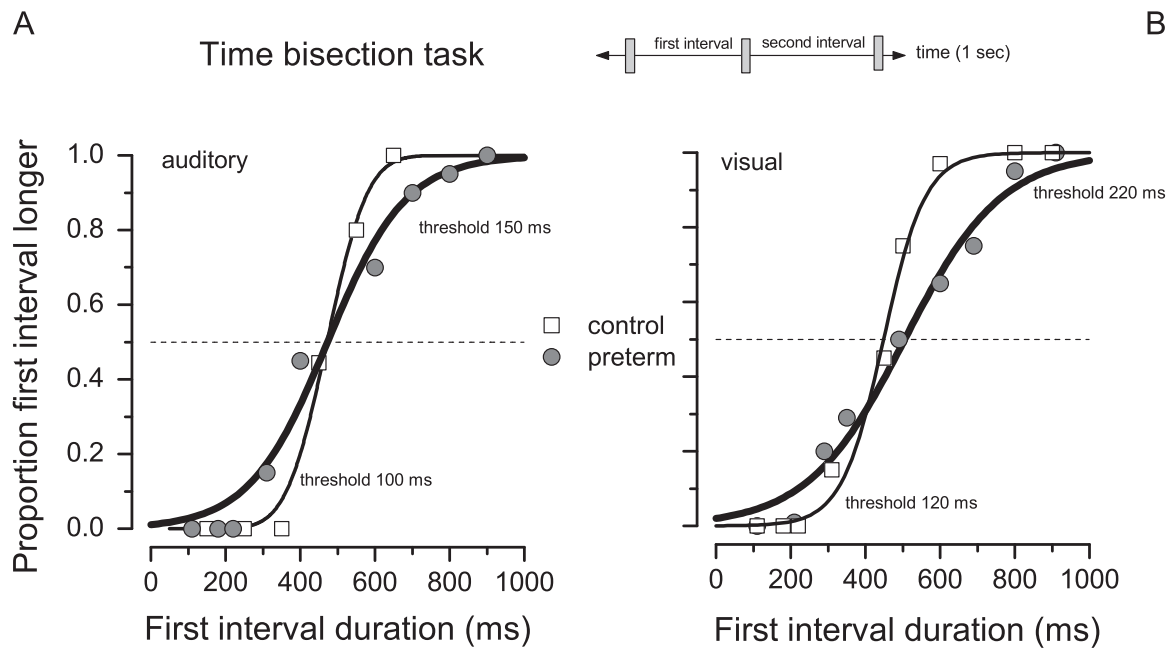 A
B
Time bisection task
first interval
second interval
time (1 sec)
Proportion first interval longer
1.0
0.8
0.6
0.4
0.2
0.0
auditory
threshold 150 ms
threshold 100 ms
0 200 400 600 800 1000
First interval duration (ms)
control
preterm
visual
threshold 220 ms
threshold 120 ms
0 200 400 600 800 1000
First interval duration (ms)